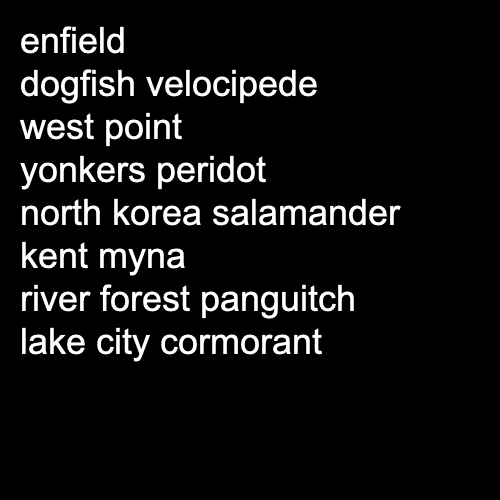 enfield
dogfish velocipede
west point
yonkers peridot
north korea salamander
kent myna
river forest panguitch
lake city cormorant